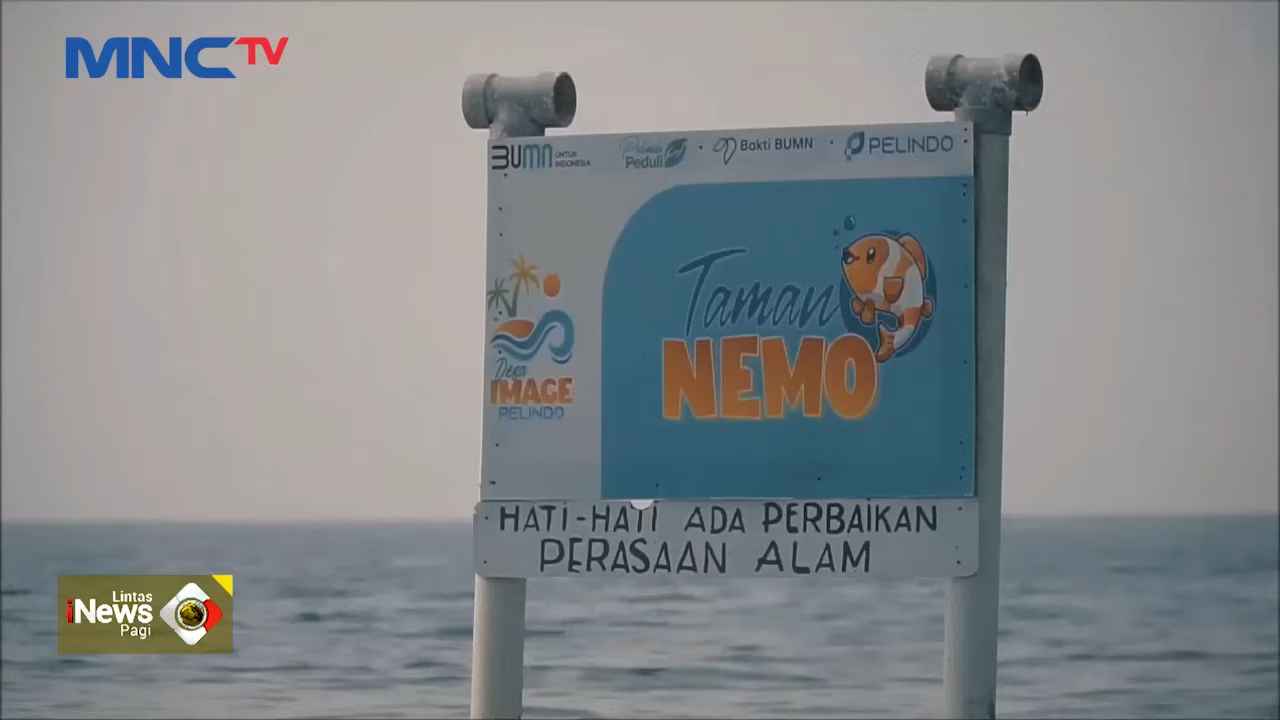 MNCTV
BUMN UNTUK INDONESIA
Pelindo Peduli
Bakti BUMN
PELINDO
Taman
NEMO
Desa
IMAGE
PELINDO
HATI-HATI ADA PERBAIKAN
PERASAAN ALAM
Lintas
iNews
Pagi